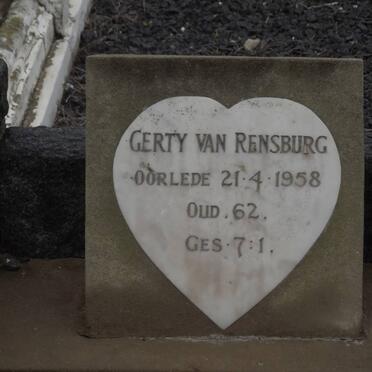 GERTY VAN RENSBURG
OORLEDE 21·4·1958
OUD. 62.
GES. 7:1.